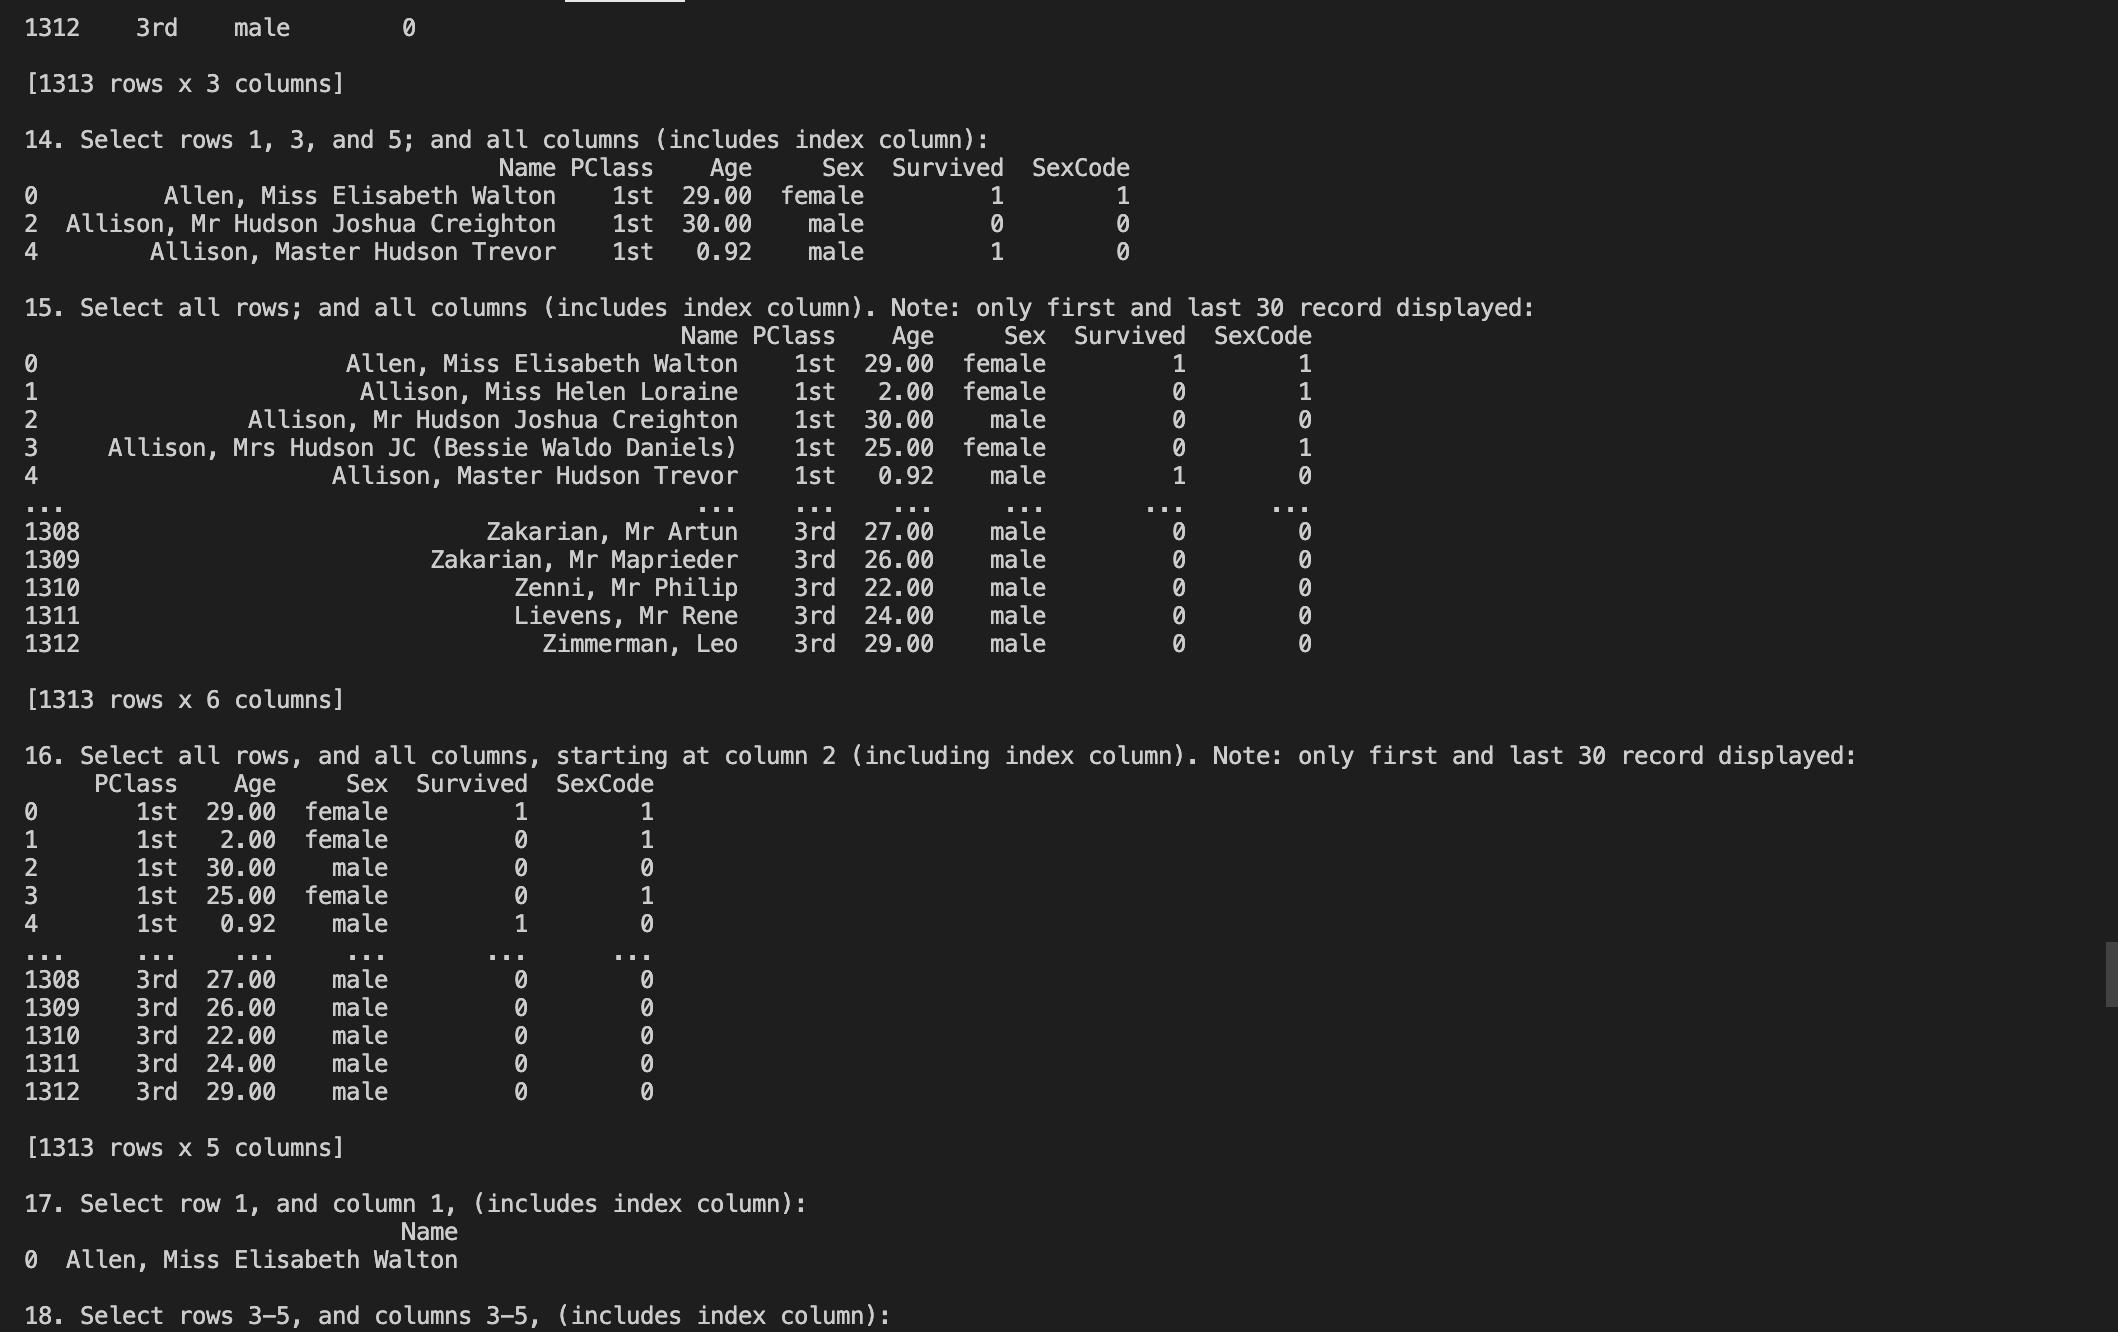 1312    3rd    male        0
[1313 rows x 3 columns]
14. Select rows 1, 3, and 5; and all columns (includes index column):
                                  Name PClass    Age     Sex  Survived  SexCode
0         Allen, Miss Elisabeth Walton    1st  29.00  female         1        1
2  Allison, Mr Hudson Joshua Creighton    1st  30.00    male         0        0
4        Allison, Master Hudson Trevor    1st   0.92    male         1        0
15. Select all rows; and all columns (includes index column). Note: only first and last 30 record displayed:
                                               Name PClass    Age     Sex  Survived  SexCode
0                      Allen, Miss Elisabeth Walton    1st  29.00  female         1        1
1                       Allison, Miss Helen Loraine    1st   2.00  female         0        1
2               Allison, Mr Hudson Joshua Creighton    1st  30.00    male         0        0
3     Allison, Mrs Hudson JC (Bessie Waldo Daniels)    1st  25.00  female         0        1
4                     Allison, Master Hudson Trevor    1st   0.92    male         1        0
...                                             ...    ...    ...     ...       ...      ...
1308                             Zakarian, Mr Artun    3rd  27.00    male         0        0
1309                         Zakarian, Mr Maprieder    3rd  26.00    male         0        0
1310                               Zenni, Mr Philip    3rd  22.00    male         0        0
1311                               Lievens, Mr Rene    3rd  24.00    male         0        0
1312                                 Zimmerman, Leo    3rd  29.00    male         0        0
[1313 rows x 6 columns]
16. Select all rows, and all columns, starting at column 2 (including index column). Note: only first and last 30 record displayed:
     PClass    Age     Sex  Survived  SexCode
0       1st  29.00  female         1        1
1       1st   2.00  female         0        1
2       1st  30.00    male         0        0
3       1st  25.00  female         0        1
4       1st   0.92    male         1        0
...     ...    ...     ...       ...      ...
1308    3rd  27.00    male         0        0
1309    3rd  26.00    male         0        0
1310    3rd  22.00    male         0        0
1311    3rd  24.00    male         0        0
1312    3rd  29.00    male         0        0
[1313 rows x 5 columns]
17. Select row 1, and column 1, (includes index column):
                           Name
0  Allen, Miss Elisabeth Walton
18. Select rows 3-5, and columns 3-5, (includes index column):